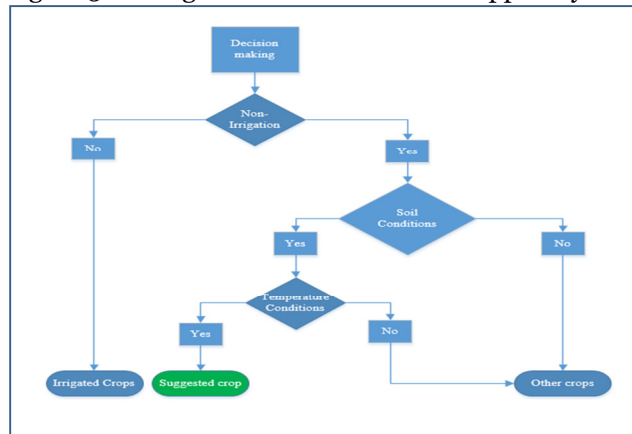 Decision
making
Non-
Irrigation
No
Yes
Soil
Conditions
Yes
No
Temperature
Conditions
Yes
No
Irrigated Crops
Suggested crop
Other crops